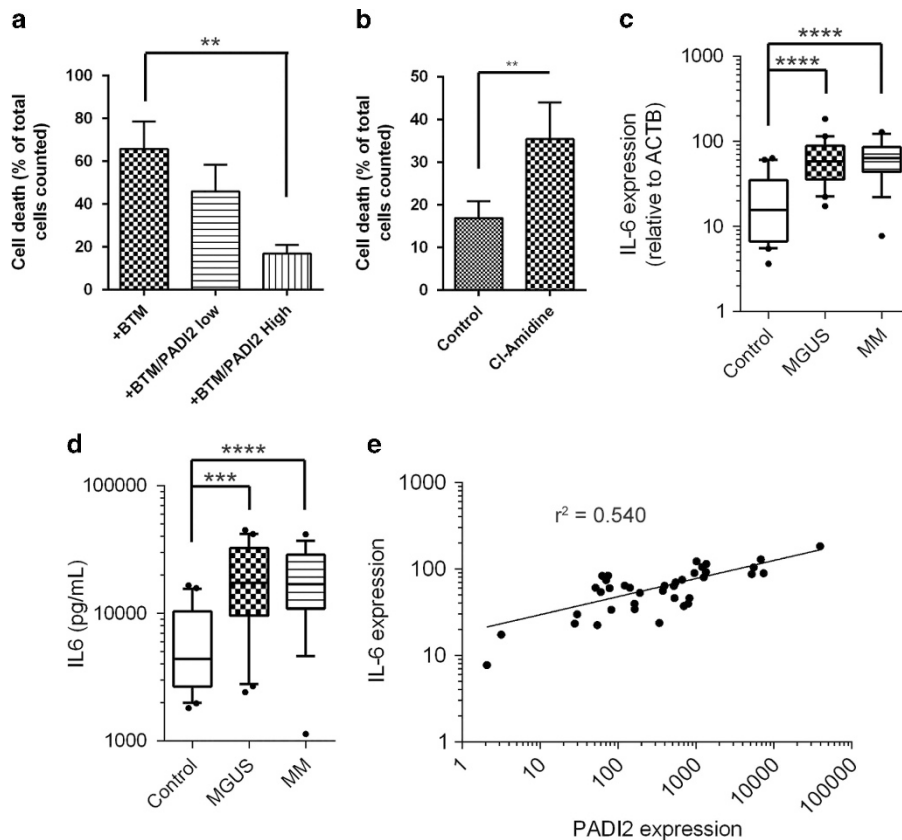 a
**
Cell death (% of total
cells counted)
100
80
60
40
20
0
+BTM
+BTM/PADI2 low
+BTM/PADI2 High
b
**
Cell death (% of total
cells counted)
50
40
30
20
10
0
Control
Cl-Amidine
c
****
****
IL-6 expression
(relative to ACTB)
1000
100
10
1
Control
MGUS
MM
d
****
***
IL6 (pg/mL)
100000
10000
1000
Control
MGUS
MM
e
r² = 0.540
IL-6 expression
1000
100
10
1
1
10
100
1000
10000
100000
PADI2 expression